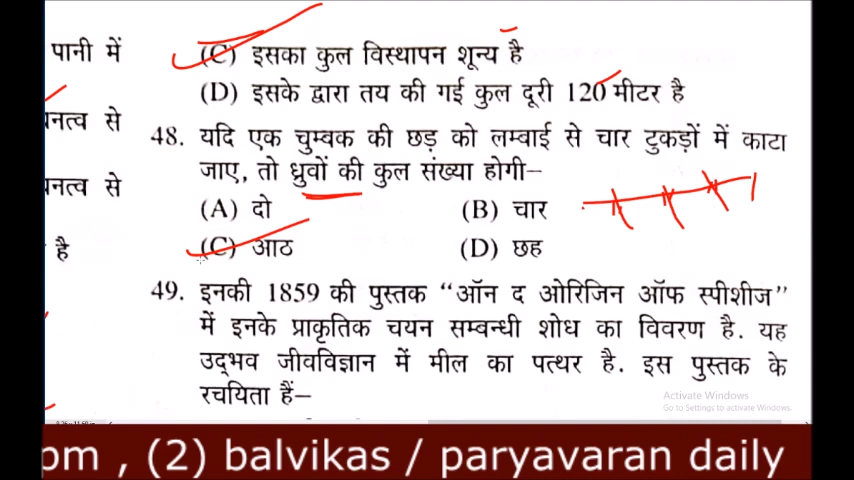 पानी में
नत्व से
नत्व से
है
(C) इसका कुल विस्थापन शून्य है
(D) इसके द्वारा तय की गई कुल दूरी 120 मीटर है
48. यदि एक चुम्बक की छड़ को लम्बाई से चार टुकड़ों में काटा
जाए, तो ध्रुवों की कुल संख्या होगी–
(A) दो (B) चार
(C) आठ (D) छह
49. इनकी 1859 की पुस्तक “ऑन द ओरिजिन ऑफ स्पीशीज”
में इनके प्राकृतिक चयन सम्बन्धी शोध का विवरण है. यह
उद्भव जीवविज्ञान में मील का पत्थर है. इस पुस्तक के
रचयिता हैं–
Activate Windows
Go to Settings to activate Windows.
pm , (2) balvikas / paryavaran daily